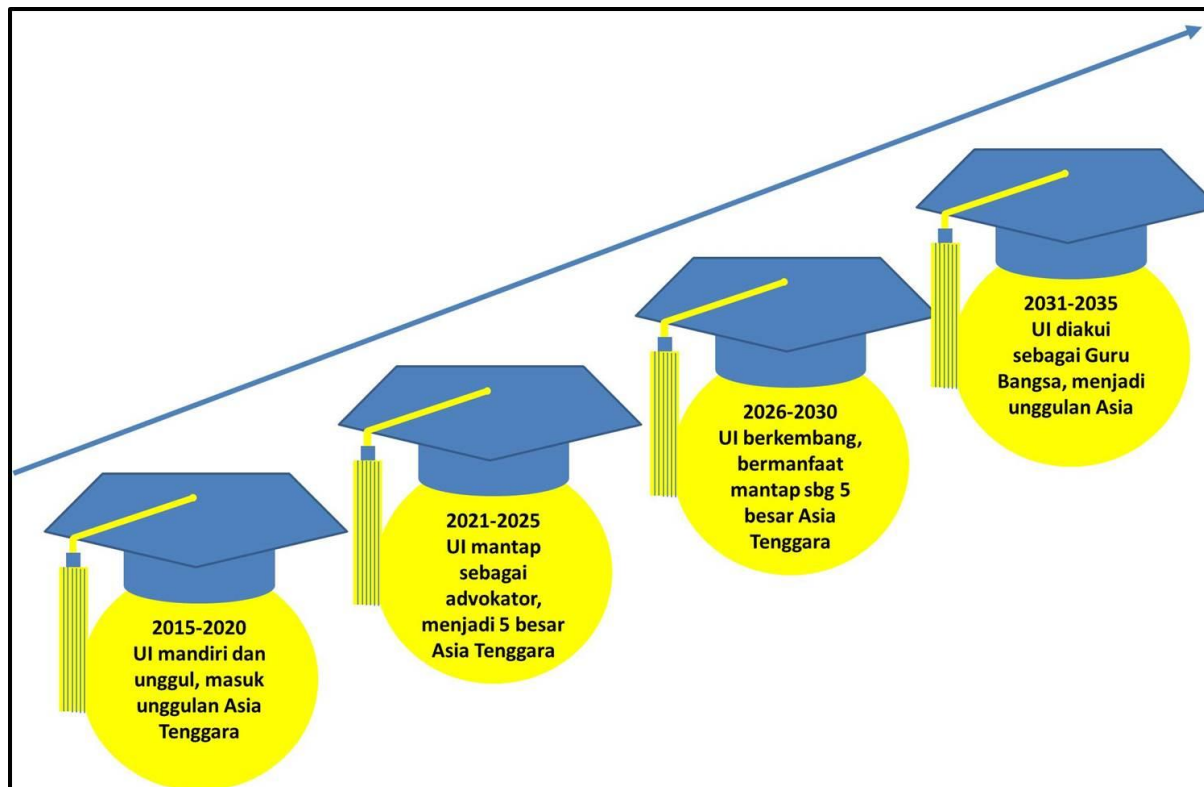 2015-2020
UI mandiri dan
unggul, masuk
unggulan Asia
Tenggara
2021-2025
UI mantap
sebagai
advokator,
menjadi 5 besar
Asia Tenggara
2026-2030
UI berkembang,
bermanfaat
mantap sbg 5
besar Asia
Tenggara
2031-2035
UI diakui
sebagai Guru
Bangsa, menjadi
unggulan Asia